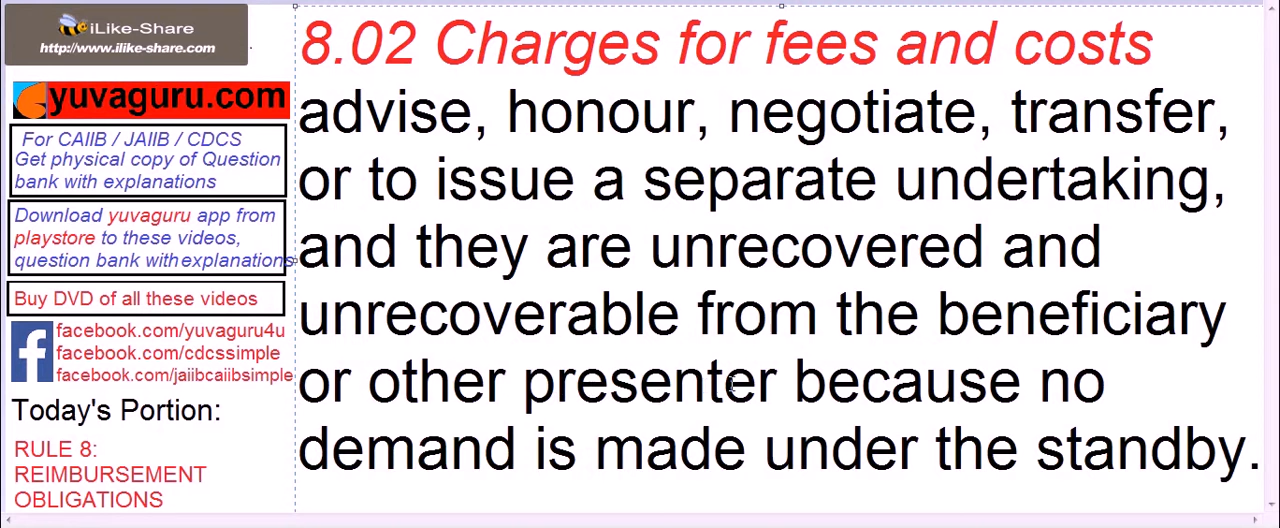 iLike-Share
http://www.ilike-share.com
yuvaguru.com
For CAIIB / JAIIB / CDCS
Get physical copy of Question
bank with explanations
Download yuvaguru app from
playstore to these videos,
question bank with explanations
Buy DVD of all these videos
facebook.com/yuvaguru4u
facebook.com/cdcssimple
facebook.com/jaiibcaiibsimple
Today's Portion:
RULE 8:
REIMBURSEMENT
OBLIGATIONS
8.02 Charges for fees and costs
advise, honour, negotiate, transfer,
or to issue a separate undertaking,
and they are unrecovered and
unrecoverable from the beneficiary
or other presenter because no
demand is made under the standby.